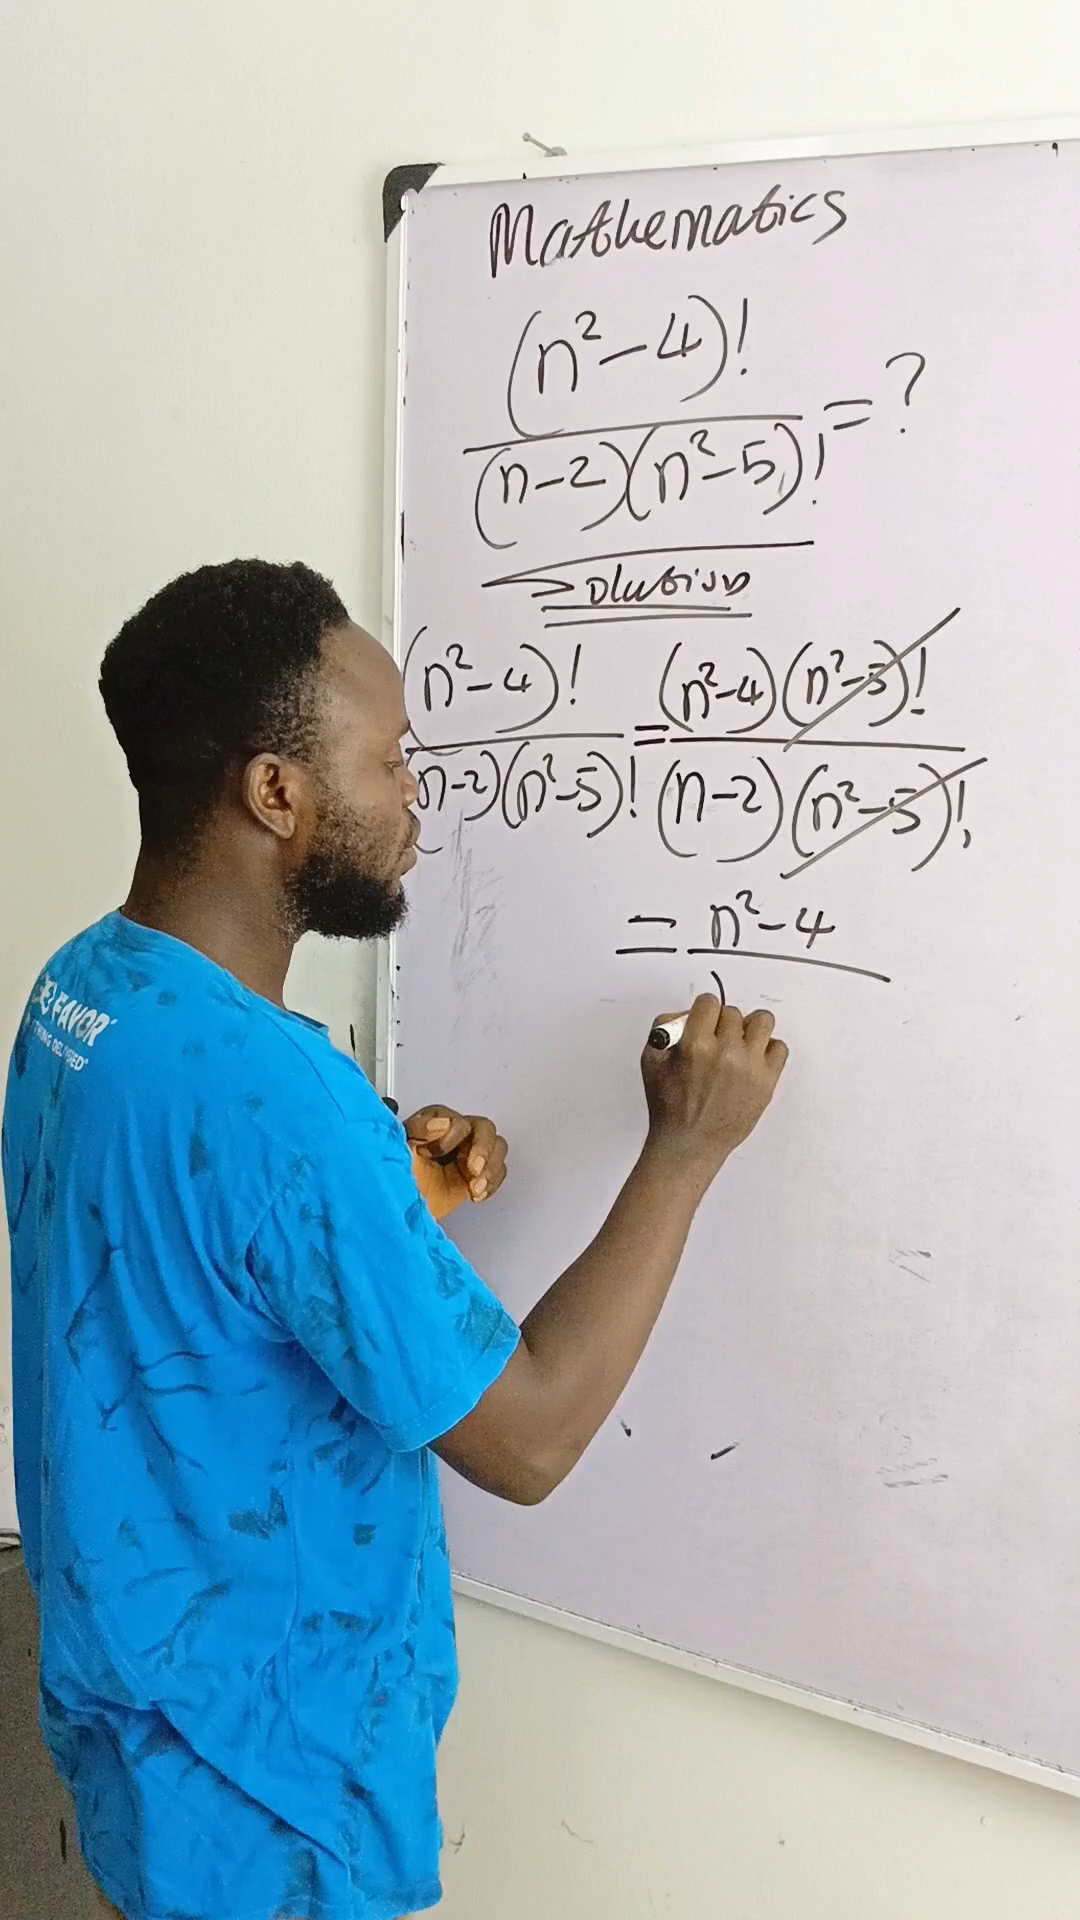 Mathematics
(n²-4)!
(n-2)(n²-5)! = ?
Solution
(n²-4)! = (n²-4)(n²-5)!
(n-2)(n²-5)! (n-2)(n²-5)!
= n²-4
FAVOR